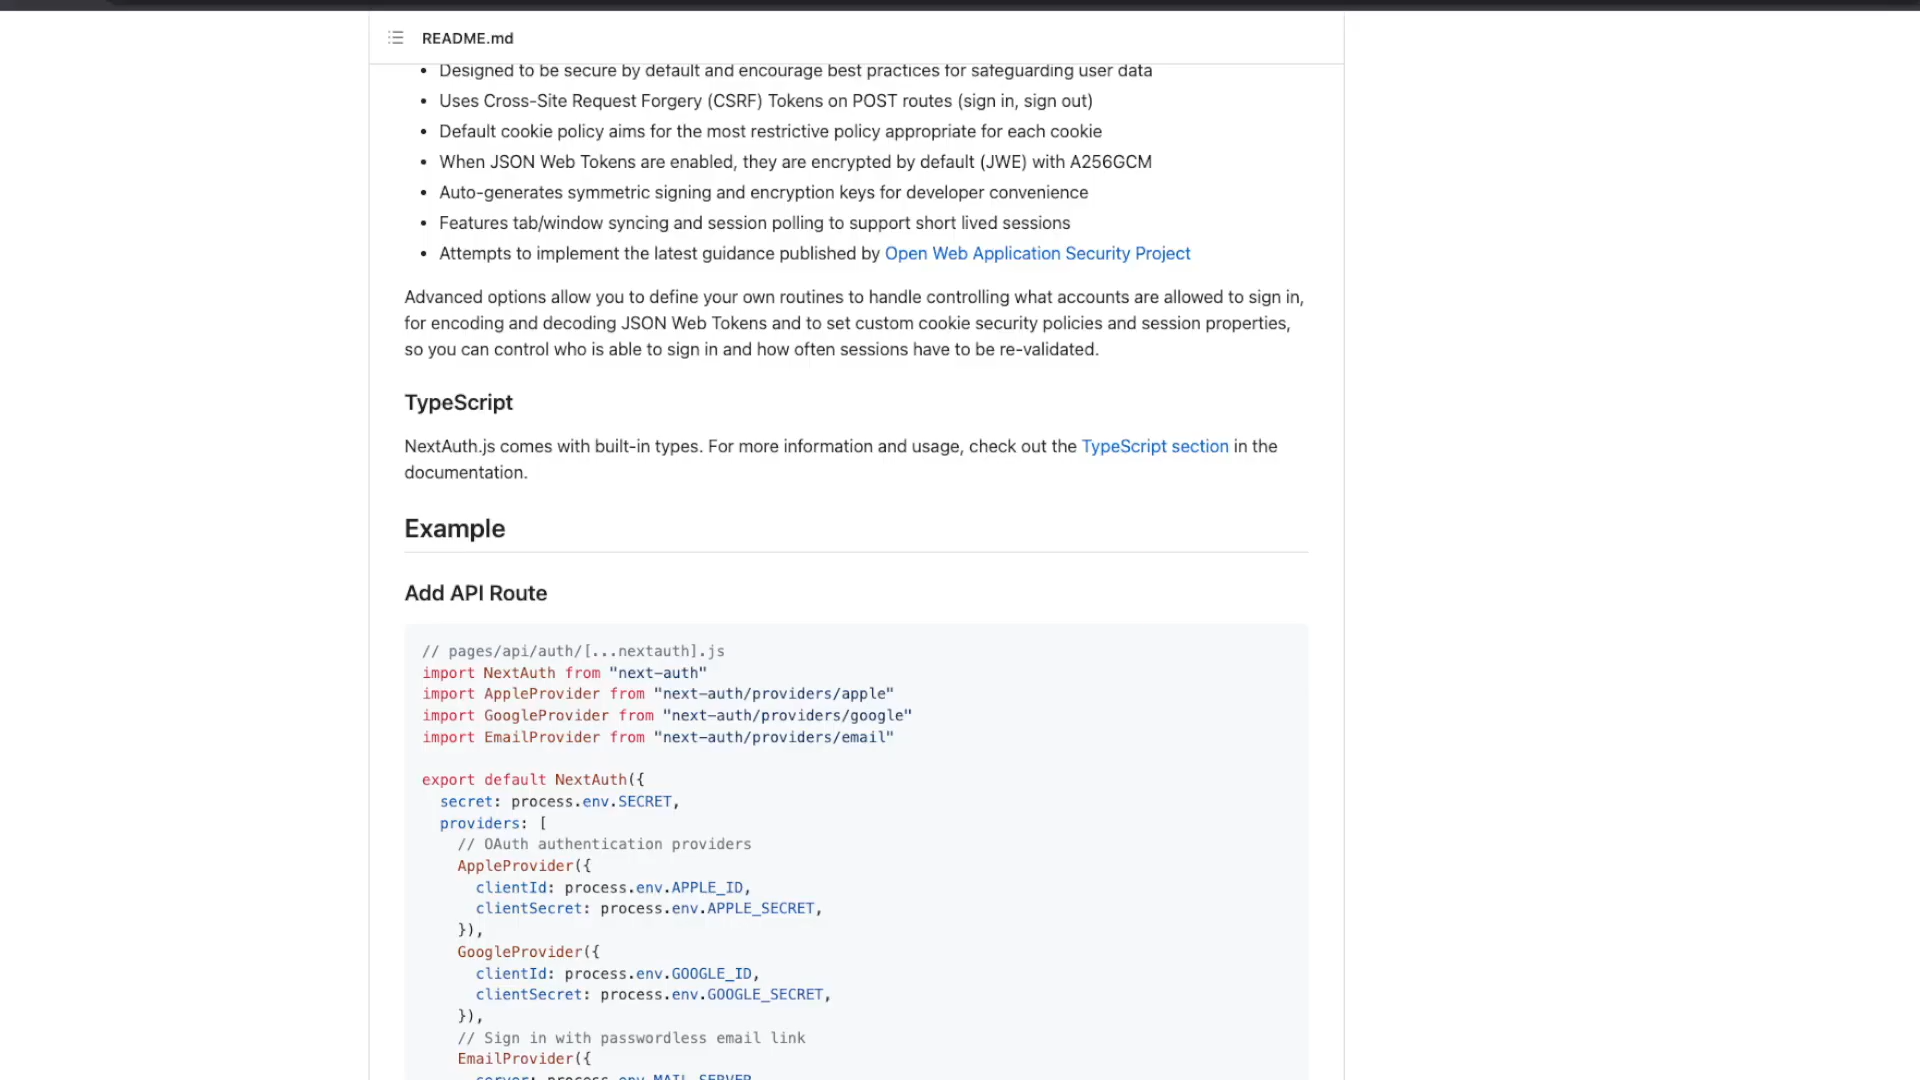 README.md
• Designed to be secure by default and encourage best practices for safeguarding user data
• Uses Cross-Site Request Forgery (CSRF) Tokens on POST routes (sign in, sign out)
• Default cookie policy aims for the most restrictive policy appropriate for each cookie
• When JSON Web Tokens are enabled, they are encrypted by default (JWE) with A256GCM
• Auto-generates symmetric signing and encryption keys for developer convenience
• Features tab/window syncing and session polling to support short lived sessions
• Attempts to implement the latest guidance published by Open Web Application Security Project
Advanced options allow you to define your own routines to handle controlling what accounts are allowed to sign in,
for encoding and decoding JSON Web Tokens and to set custom cookie security policies and session properties,
so you can control who is able to sign in and how often sessions have to be re-validated.
TypeScript
NextAuth.js comes with built-in types. For more information and usage, check out the TypeScript section in the
documentation.
Example
Add API Route
// pages/api/auth/[...nextauth].js
import NextAuth from "next-auth"
import AppleProvider from "next-auth/providers/apple"
import GoogleProvider from "next-auth/providers/google"
import EmailProvider from "next-auth/providers/email"
export default NextAuth({
  secret: process.env.SECRET,
  providers: [
    // OAuth authentication providers
    AppleProvider({
      clientId: process.env.APPLE_ID,
      clientSecret: process.env.APPLE_SECRET,
    }),
    GoogleProvider({
      clientId: process.env.GOOGLE_ID,
      clientSecret: process.env.GOOGLE_SECRET,
    }),
    // Sign in with passwordless email link
    EmailProvider({
      server: process.env.MAIL_SERVER